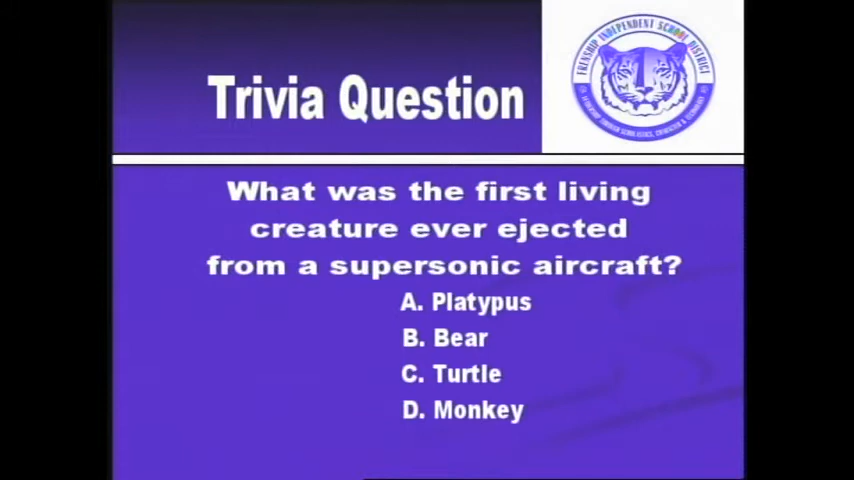 FRENSHIP INDEPENDENT SCHOOL DISTRICT
Trivia Question
What was the first living
creature ever ejected
from a supersonic aircraft?
A. Platypus
B. Bear
C. Turtle
D. Monkey